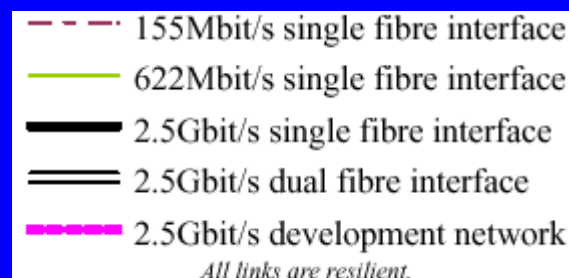 155Mbit/s single fibre interface
622Mbit/s single fibre interface
2.5Gbit/s single fibre interface
2.5Gbit/s dual fibre interface
2.5Gbit/s development network
All links are resilient.